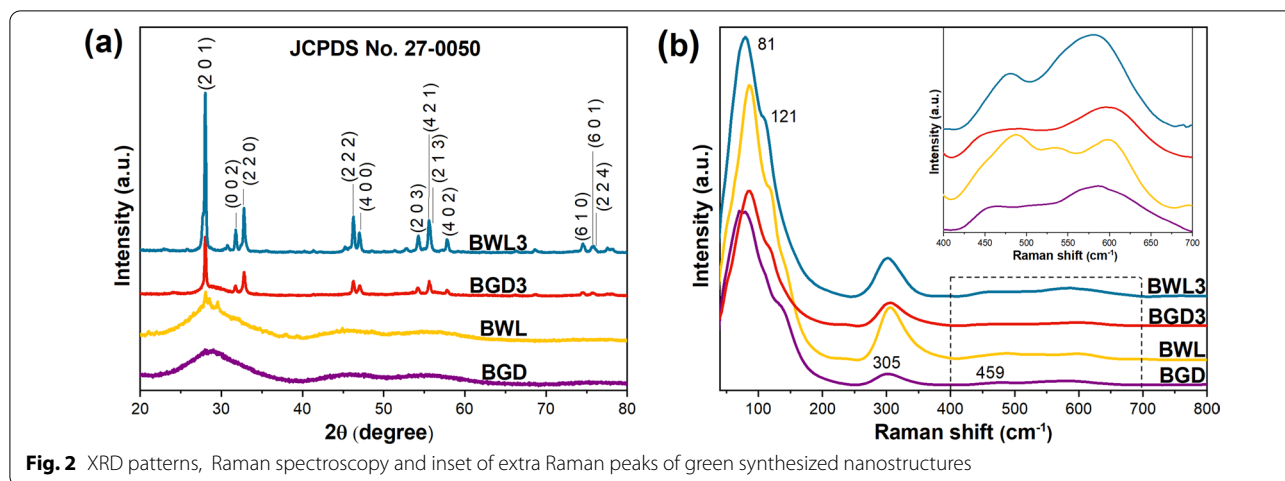 (a)
JCPDS No. 27-0050
(2 0 1)
(0 0 2)
(2 2 0)
(2 2 2)
(4 0 0)
(2 0 3)
(4 2 1)
(2 1 3)
(4 0 2)
(6 1 0)
(6 0 1)
(2 2 4)
BWL3
BGD3
BWL
BGD
Intensity (a.u.)
20 30 40 50 60 70 80
2θ (degree)
(b)
81
121
305
459
BWL3
BGD3
BWL
BGD
Intensity (a.u.)
100 200 300 400 500 600 700 800
Raman shift (cm⁻¹)
Intensity (a.u.)
400 450 500 550 600 650 700
Raman shift (cm⁻¹)
Fig. 2 XRD patterns, Raman spectroscopy and inset of extra Raman peaks of green synthesized nanostructures